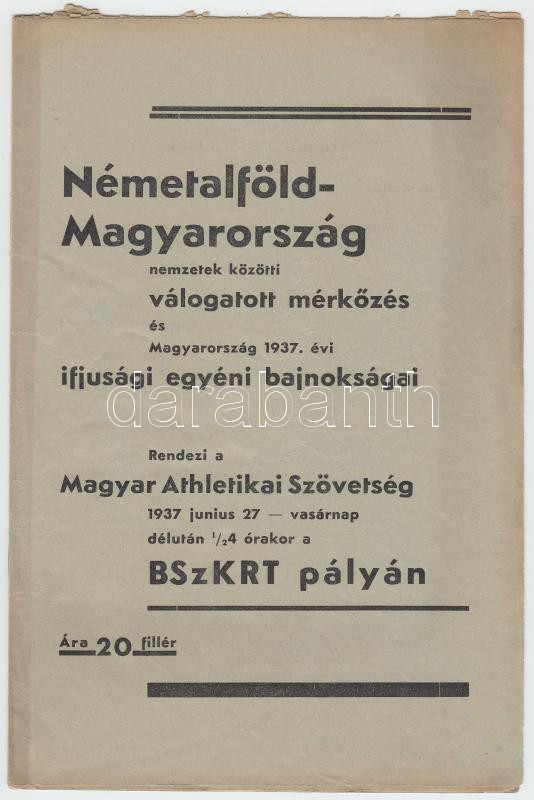 Németalföld-
Magyarország
nemzetek közötti
válogatott mérkőzés
és
Magyarország 1937. évi
ifjusági egyéni bajnokságai
darabanth
Rendezi a
Magyar Athletikai Szövetség
1937 junius 27 — vasárnap
délután ¹/₂4 órakor a
BSzKRT pályán
Ára 20 fillér